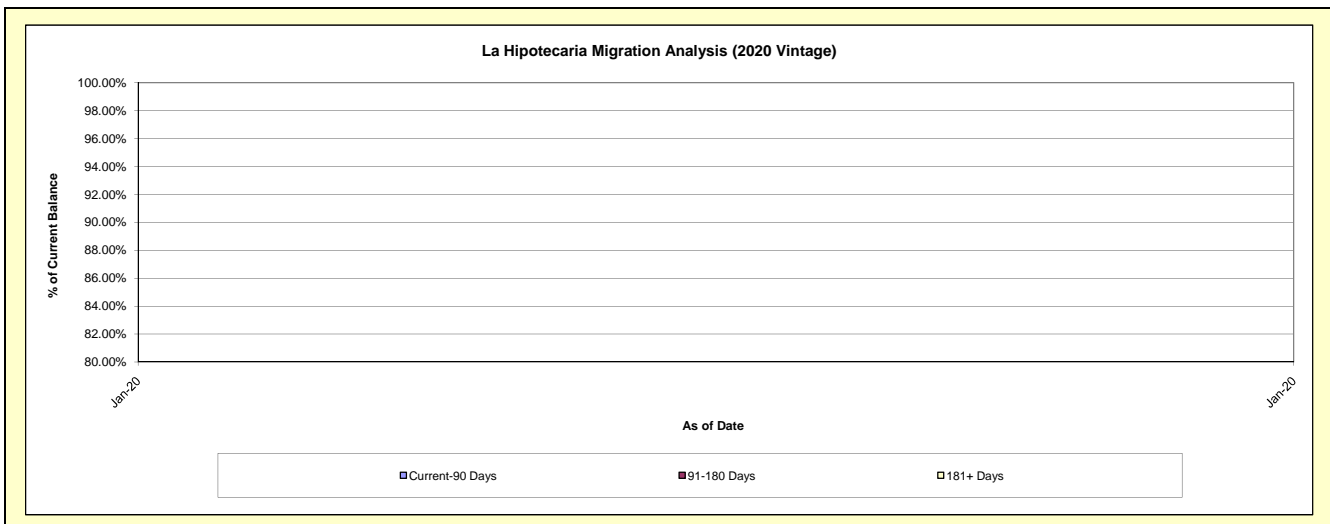 La Hipotecaria Migration Analysis (2020 Vintage)
100.00%
98.00%
96.00%
94.00%
92.00%
90.00%
88.00%
86.00%
84.00%
82.00%
80.00%
% of Current Balance
Jan-20
Jan-20
As of Date
Current-90 Days
91-180 Days
181+ Days